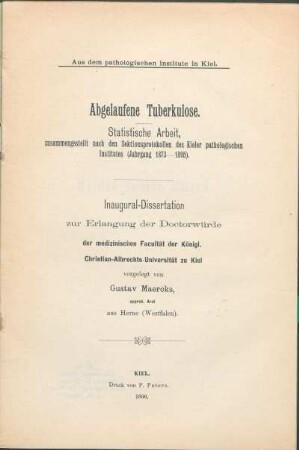 Aus dem pathologischen Institute in Kiel.
Abgelaufene Tuberkulose.
Statistische Arbeit,
zusammengestellt nach den Sektionsprotokollen des Kieler pathologischen
Institutes (Jahrgang 1873—1895).
Inaugural-Dissertation
zur Erlangung der Doctorwürde
der medizinischen Facultät der Königl.
Christian-Albrechts-Universität zu Kiel
vorgelegt von
Gustav Maercks,
approb. Arzt
aus Herne (Westfalen).
KIEL.
Druck von P. Peters.